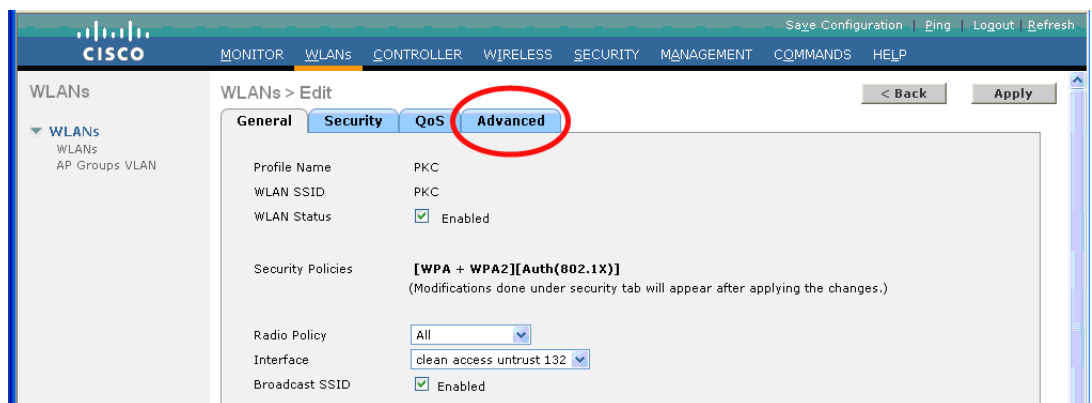 Save Configuration | Ping | Logout | Refresh
CISCO
MONITOR WLANs CONTROLLER WIRELESS SECURITY MANAGEMENT COMMANDS HELP
WLANs
WLANs
WLANs
AP Groups VLAN
WLANs > Edit
< Back
Apply
General Security QoS Advanced
Profile Name PKC
WLAN SSID PKC
WLAN Status Enabled
Security Policies [WPA + WPA2][Auth(802.1X)]
(Modifications done under security tab will appear after applying the changes.)
Radio Policy All
Interface clean access untrust 132
Broadcast SSID Enabled